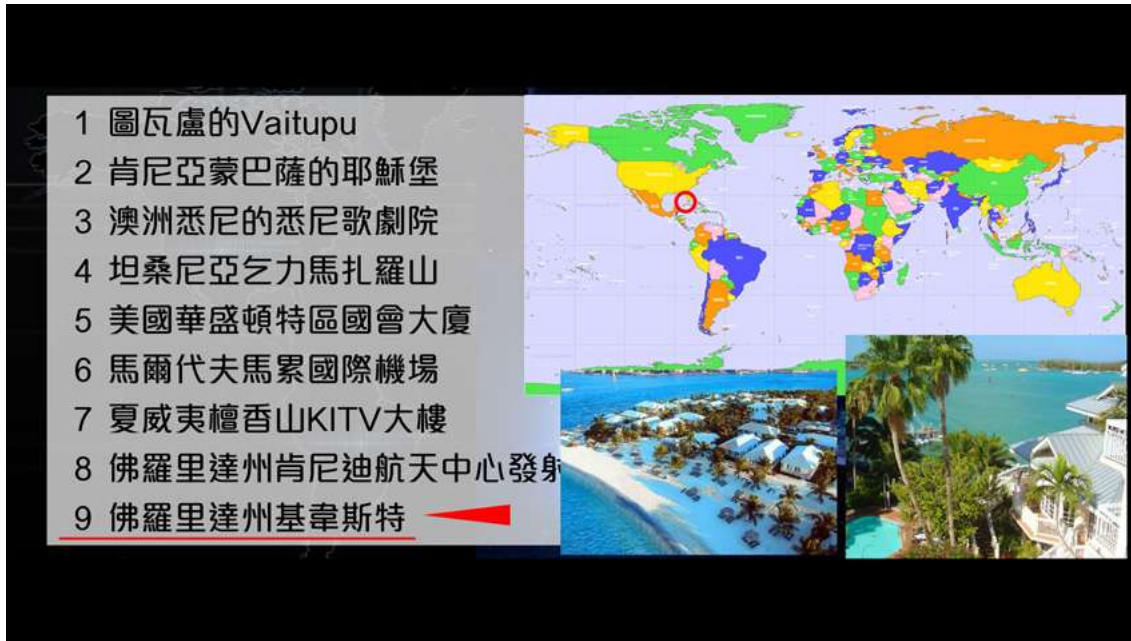 1 圖瓦盧的Vaitupu
2 肯尼亞蒙巴薩的耶穌堡
3 澳洲悉尼的悉尼歌劇院
4 坦桑尼亞乞力馬扎羅山
5 美國華盛頓特區國會大廈
6 馬爾代夫馬累國際機場
7 夏威夷檀香山KITV大樓
8 佛羅里達州肯尼迪航天中心發射
9 佛羅里達州基韋斯特